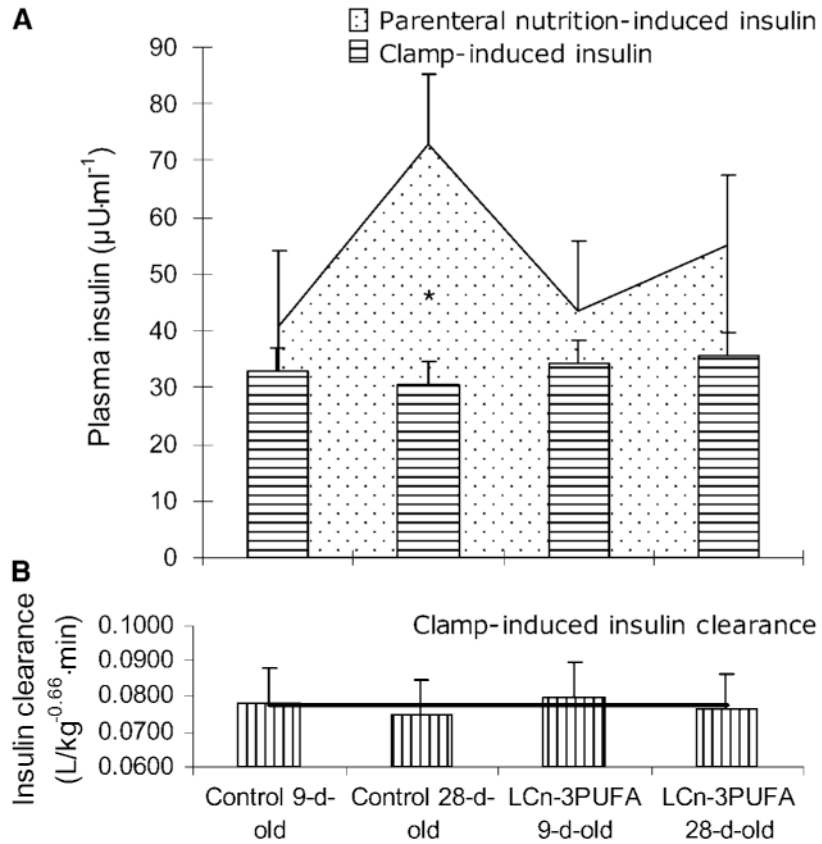 A
Parenteral nutrition-induced insulin
Clamp-induced insulin
Plasma insulin (µU·ml⁻¹)
90
80
70
60
50
40
30
20
10
0
*
B
Clamp-induced insulin clearance
Insulin clearance
(L/kg⁻⁰·⁶⁶·min)
0.1000
0.0900
0.0800
0.0700
0.0600
Control 9-d-
old
Control 28-d-
old
LCn-3PUFA
9-d-old
LCn-3PUFA
28-d-old